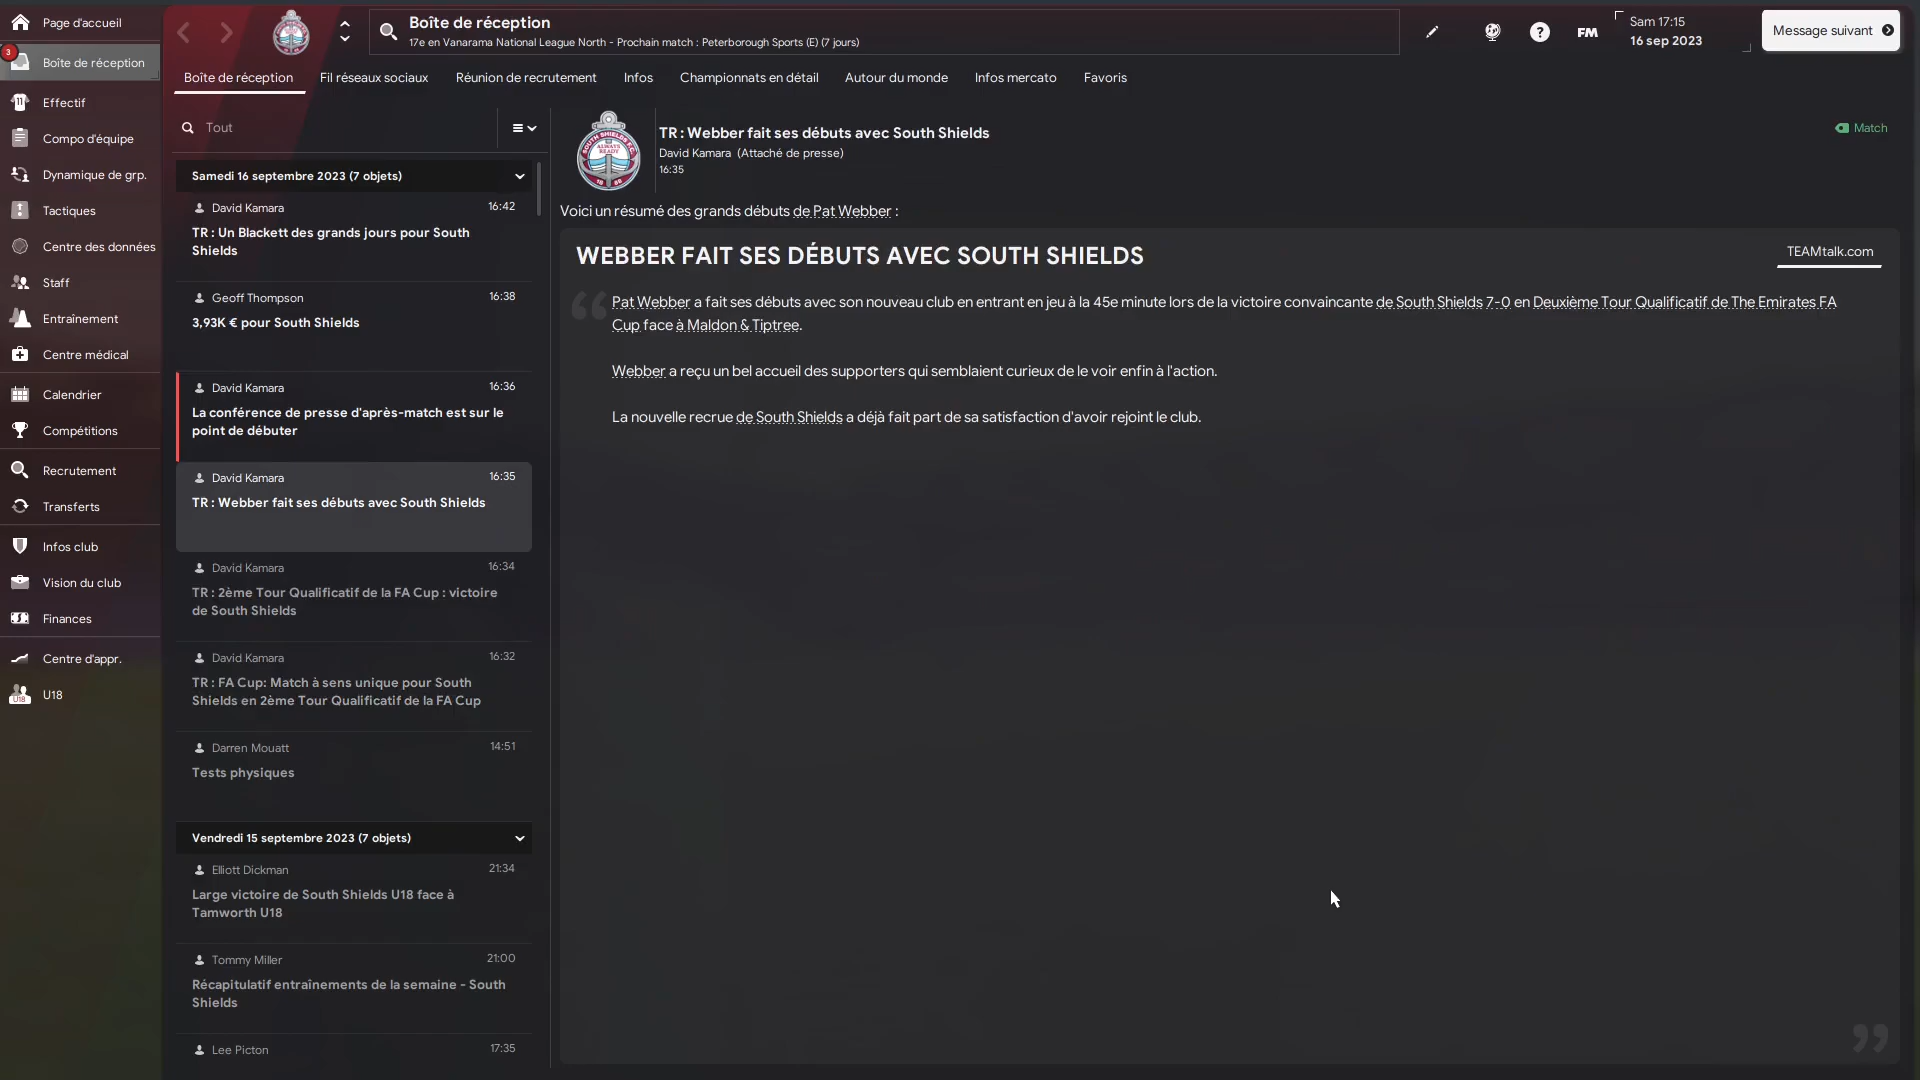 Page d'accueil
3
Boîte de réception
Effectif
Compo d'équipe
Dynamique de grp.
Tactiques
Centre des données
Staff
Entraînement
Centre médical
Calendrier
Compétitions
Recrutement
Transferts
Infos club
Vision du club
Finances
Centre d'appr.
U18
U18
Boîte de réception
17e en Vanarama National League North - Prochain match : Peterborough Sports (E) (7 jours)
FM
Sam 17:15
16 sep 2023
Message suivant
Boîte de réception
Fil réseaux sociaux
Réunion de recrutement
Infos
Championnats en détail
Autour du monde
Infos mercato
Favoris
Tout
Samedi 16 septembre 2023 (7 objets)
David Kamara 16:42
TR : Un Blackett des grands jours pour South
Shields
Geoff Thompson 16:38
3,93K € pour South Shields
David Kamara 16:36
La conférence de presse d'après-match est sur le
point de débuter
David Kamara 16:35
TR : Webber fait ses débuts avec South Shields
David Kamara 16:34
TR : 2ème Tour Qualificatif de la FA Cup : victoire
de South Shields
David Kamara 16:32
TR : FA Cup: Match à sens unique pour South
Shields en 2ème Tour Qualificatif de la FA Cup
Darren Mouatt 14:51
Tests physiques
Vendredi 15 septembre 2023 (7 objets)
Elliott Dickman 21:34
Large victoire de South Shields U18 face à
Tamworth U18
Tommy Miller 21:00
Récapitulatif entraînements de la semaine - South
Shields
Lee Picton 17:35
SOUTH SHIELDS FC
ALWAYS
READY
TR : Webber fait ses débuts avec South Shields
David Kamara (Attaché de presse)
16:35
Match
Voici un résumé des grands débuts de Pat Webber :
WEBBER FAIT SES DÉBUTS AVEC SOUTH SHIELDS
TEAMtalk.com
Pat Webber a fait ses débuts avec son nouveau club en entrant en jeu à la 45e minute lors de la victoire convaincante de South Shields 7-0 en Deuxième Tour Qualificatif de The Emirates FA
Cup face à Maldon & Tiptree.
Webber a reçu un bel accueil des supporters qui semblaient curieux de le voir enfin à l'action.
La nouvelle recrue de South Shields a déjà fait part de sa satisfaction d'avoir rejoint le club.